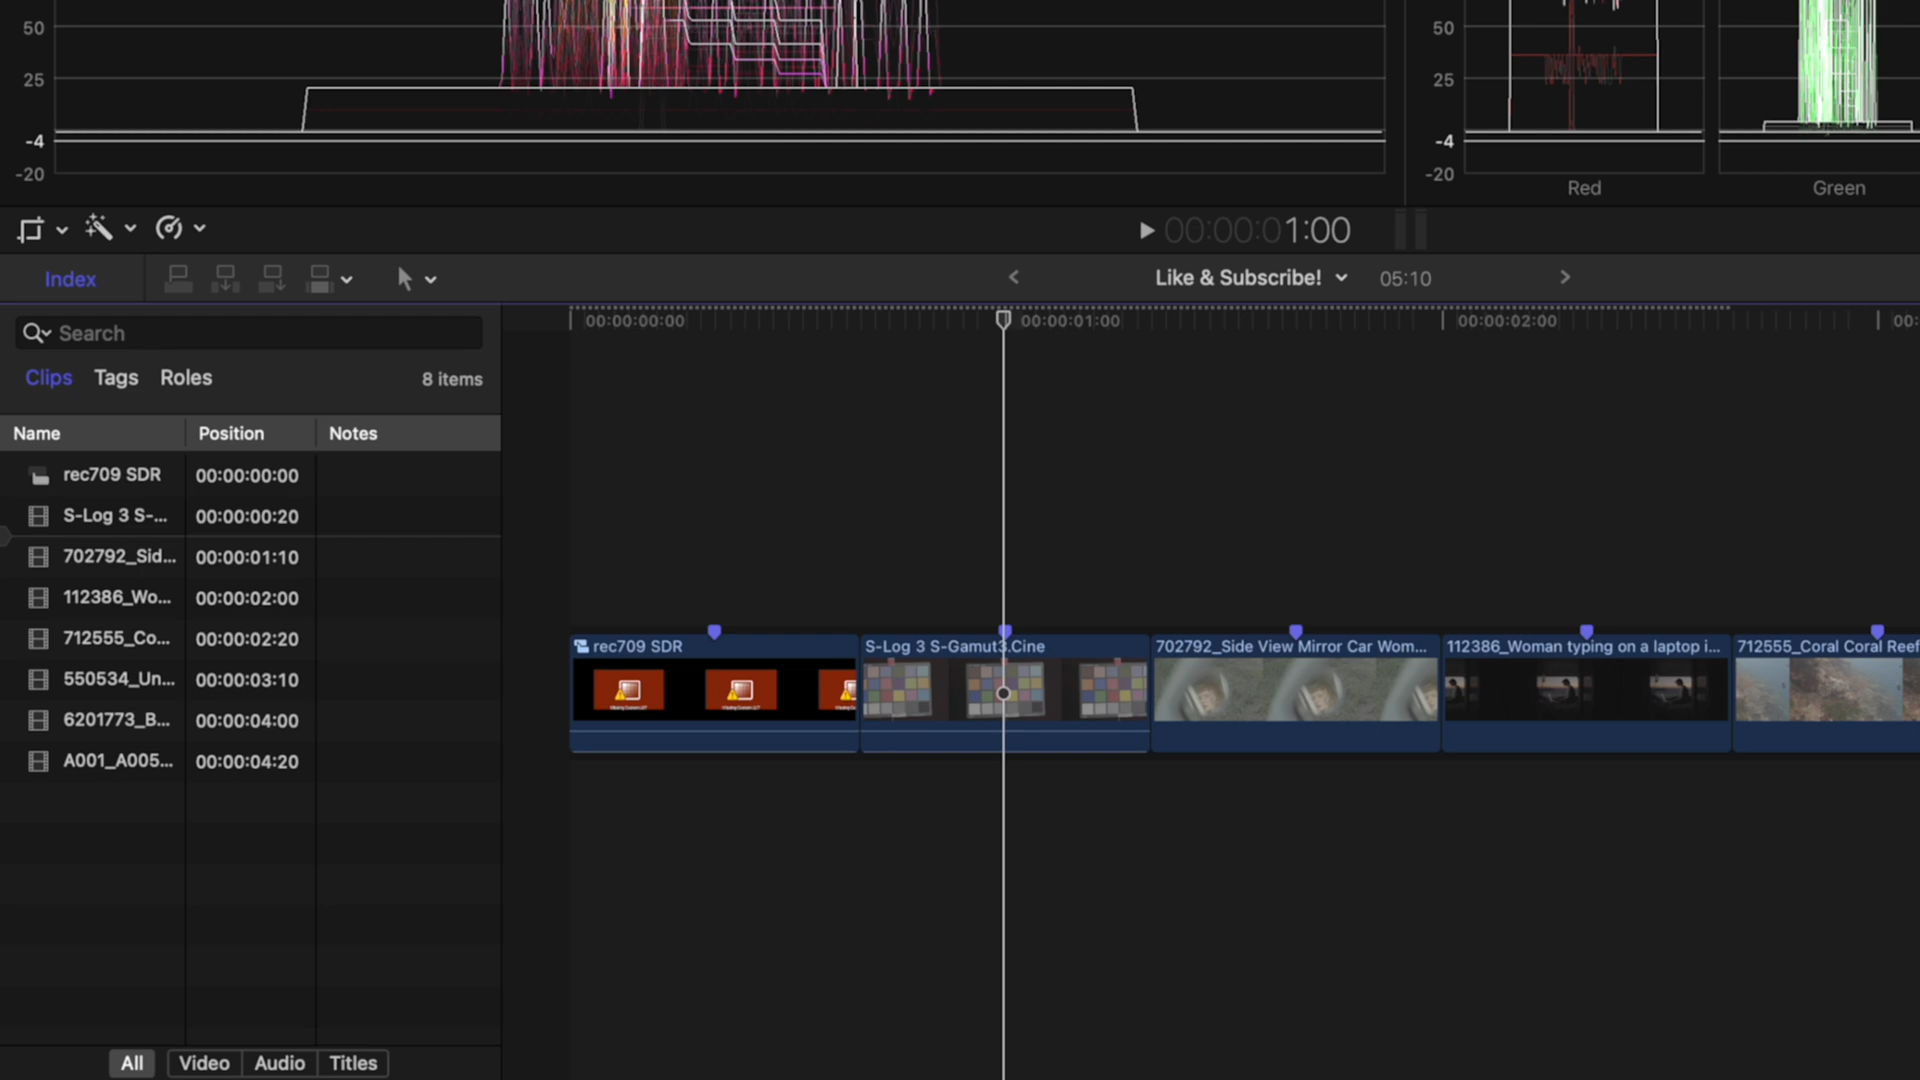 50
25
-4
-20
50
25
-4
-20
Red
Green
00:00:01:00
Index
Like & Subscribe!
05:10
Search
Clips Tags Roles
8 items
00:00:00:00
00:00:01:00
00:00:02:00
00:
Name Position Notes
rec709 SDR 00:00:00:00
S-Log 3 S-... 00:00:00:20
702792_Sid... 00:00:01:10
112386_Wo... 00:00:02:00
712555_Co... 00:00:02:20
550534_Un... 00:00:03:10
6201773_B... 00:00:04:00
A001_A005... 00:00:04:20
rec709 SDR
S-Log 3 S-Gamut3.Cine
702792_Side View Mirror Car Wom...
112386_Woman typing on a laptop i...
712555_Coral Coral Reef
All Video Audio Titles